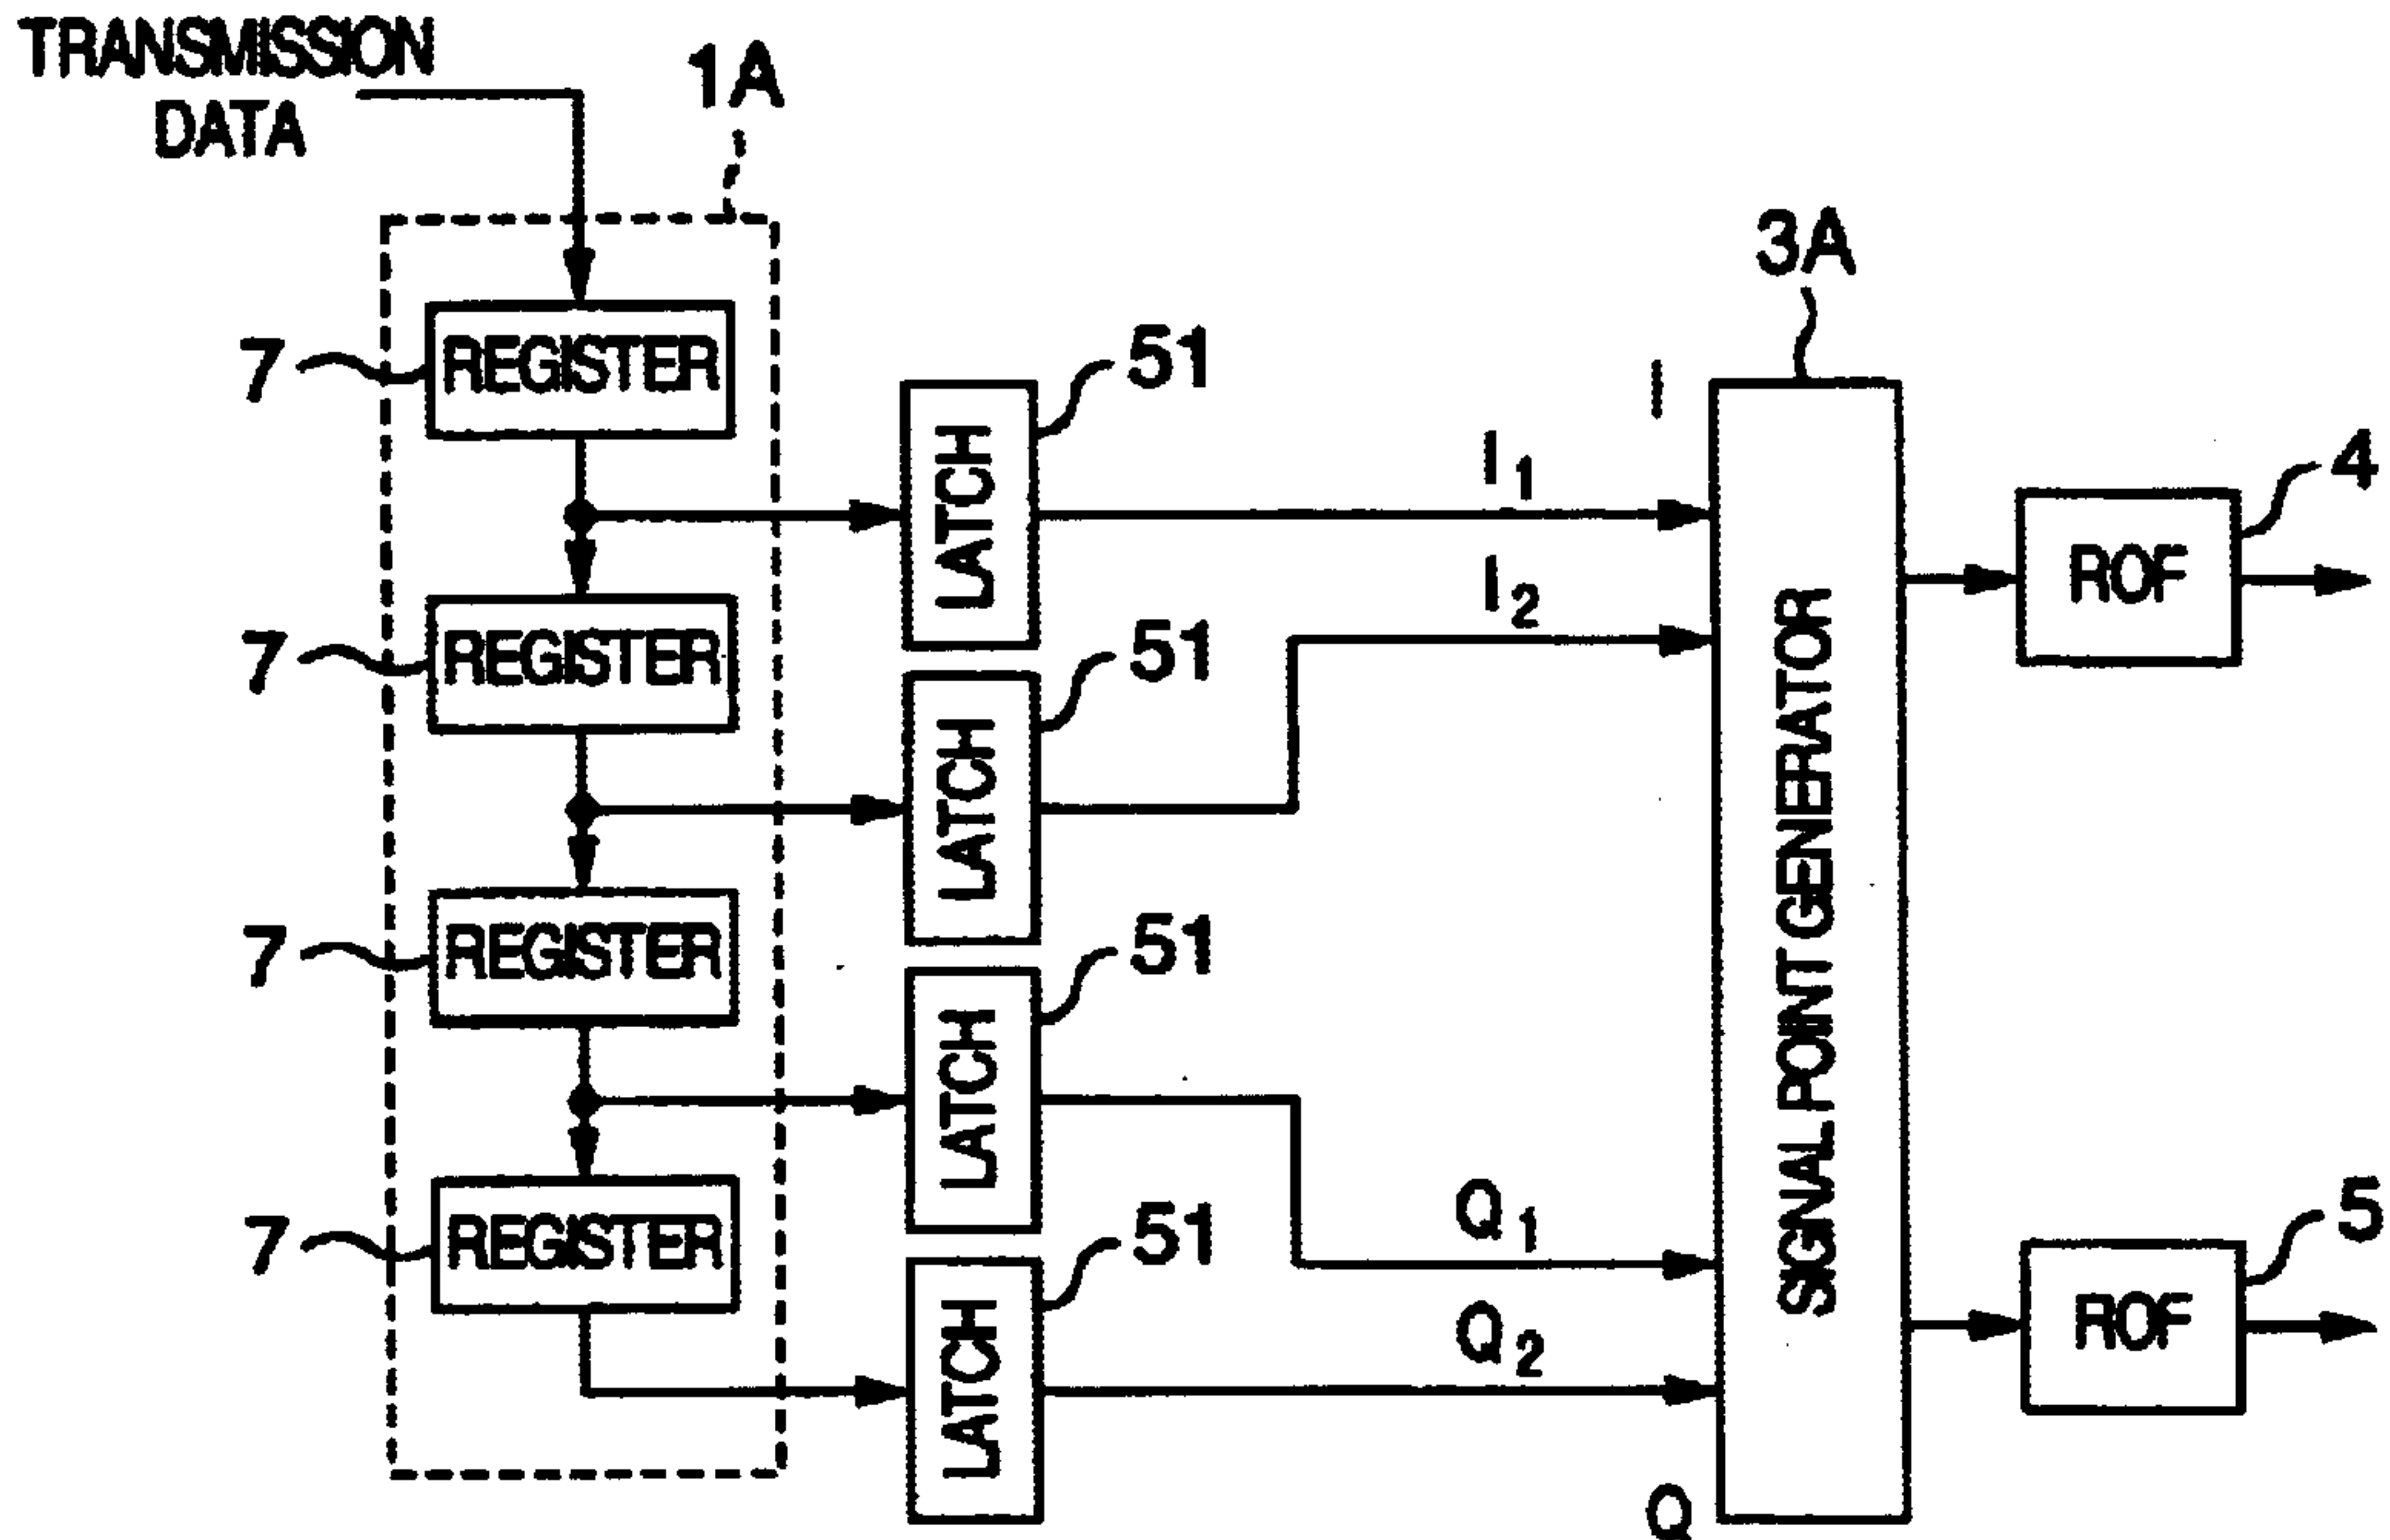 TRANSMISSION
DATA
1A
3A
7
REGISTER
51
LATCH
I
I1
4
ROF
I2
7
REGISTER
51
LATCH
SIGNAL POINT GENERATOR
7
REGISTER
51
LATCH
Q1
5
ROF
7
REGISTER
51
LATCH
Q2
Q